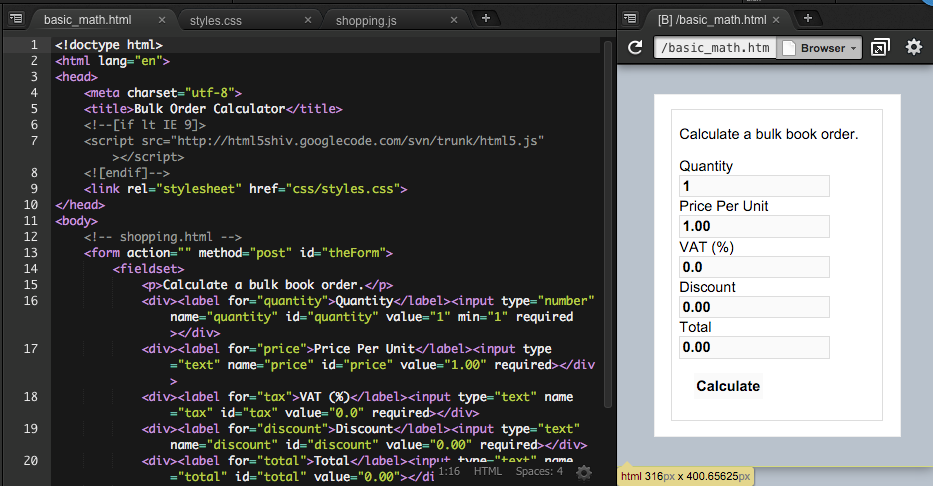 basic_math.html × styles.css × shopping.js × +
1 <!doctype html>
2 <html lang="en">
3 <head>
4 <meta charset="utf-8">
5 <title>Bulk Order Calculator</title>
6 <!--[if lt IE 9]>
7 <script src="http://html5shiv.googlecode.com/svn/trunk/html5.js"
></script>
8 <![endif]-->
9 <link rel="stylesheet" href="css/styles.css">
10 </head>
11 <body>
12 <!-- shopping.html -->
13 <form action="" method="post" id="theForm">
14 <fieldset>
15 <p>Calculate a bulk book order.</p>
16 <div><label for="quantity">Quantity</label><input type="number"
name="quantity" id="quantity" value="1" min="1" required
></div>
17 <div><label for="price">Price Per Unit</label><input type
="text" name="price" id="price" value="1.00" required></div
>
18 <div><label for="tax">VAT (%)</label><input type="text" name
="tax" id="tax" value="0.0" required></div>
19 <div><label for="discount">Discount</label><input type="text"
name="discount" id="discount" value="0.00" required></div>
20 <div><label for="total">Total</label><input type="text" name
="total" id="total" value="0.00"></di
1:16 HTML Spaces: 4
[B] /basic_math.html × +
/basic_math.htm Browser
Calculate a bulk book order.
Quantity
1
Price Per Unit
1.00
VAT (%)
0.0
Discount
0.00
Total
0.00
Calculate
html 316px x 400.65625px